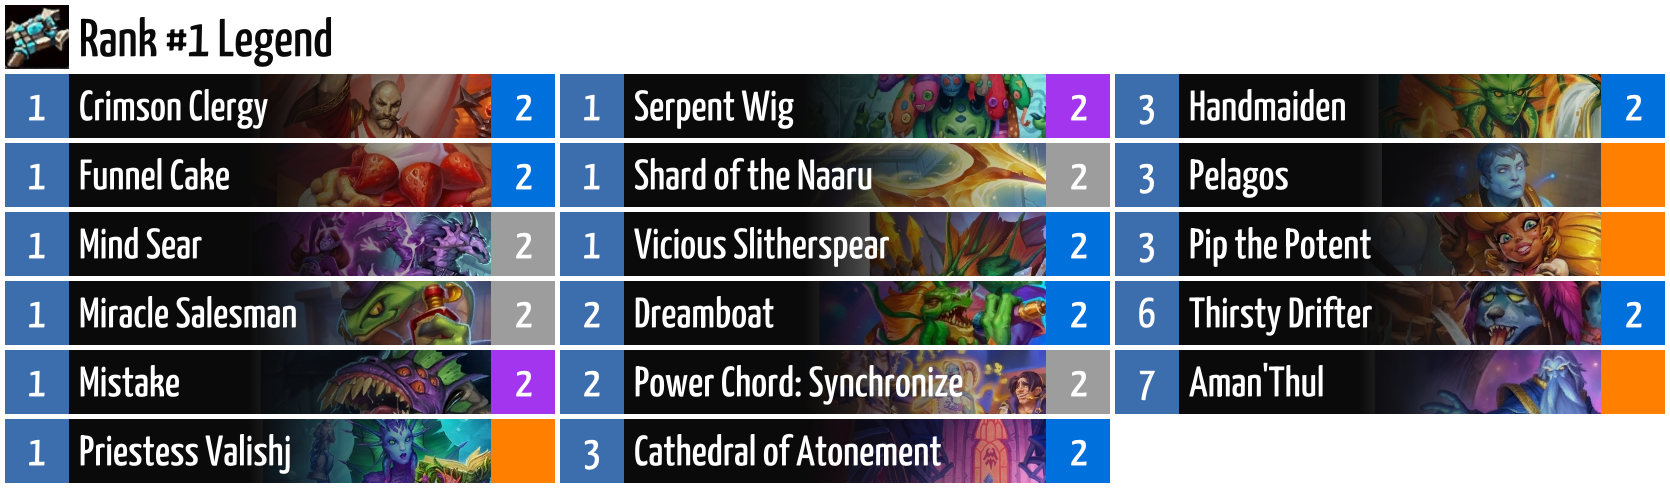 Rank #1 Legend
1 Crimson Clergy 2
1 Funnel Cake 2
1 Mind Sear 2
1 Miracle Salesman 2
1 Mistake 2
1 Priestess Valishj
1 Serpent Wig 2
1 Shard of the Naaru 2
1 Vicious Slitherspear 2
2 Dreamboat 2
2 Power Chord: Synchronize 2
3 Cathedral of Atonement 2
3 Handmaiden 2
3 Pelagos
3 Pip the Potent
6 Thirsty Drifter 2
7 Aman'Thul